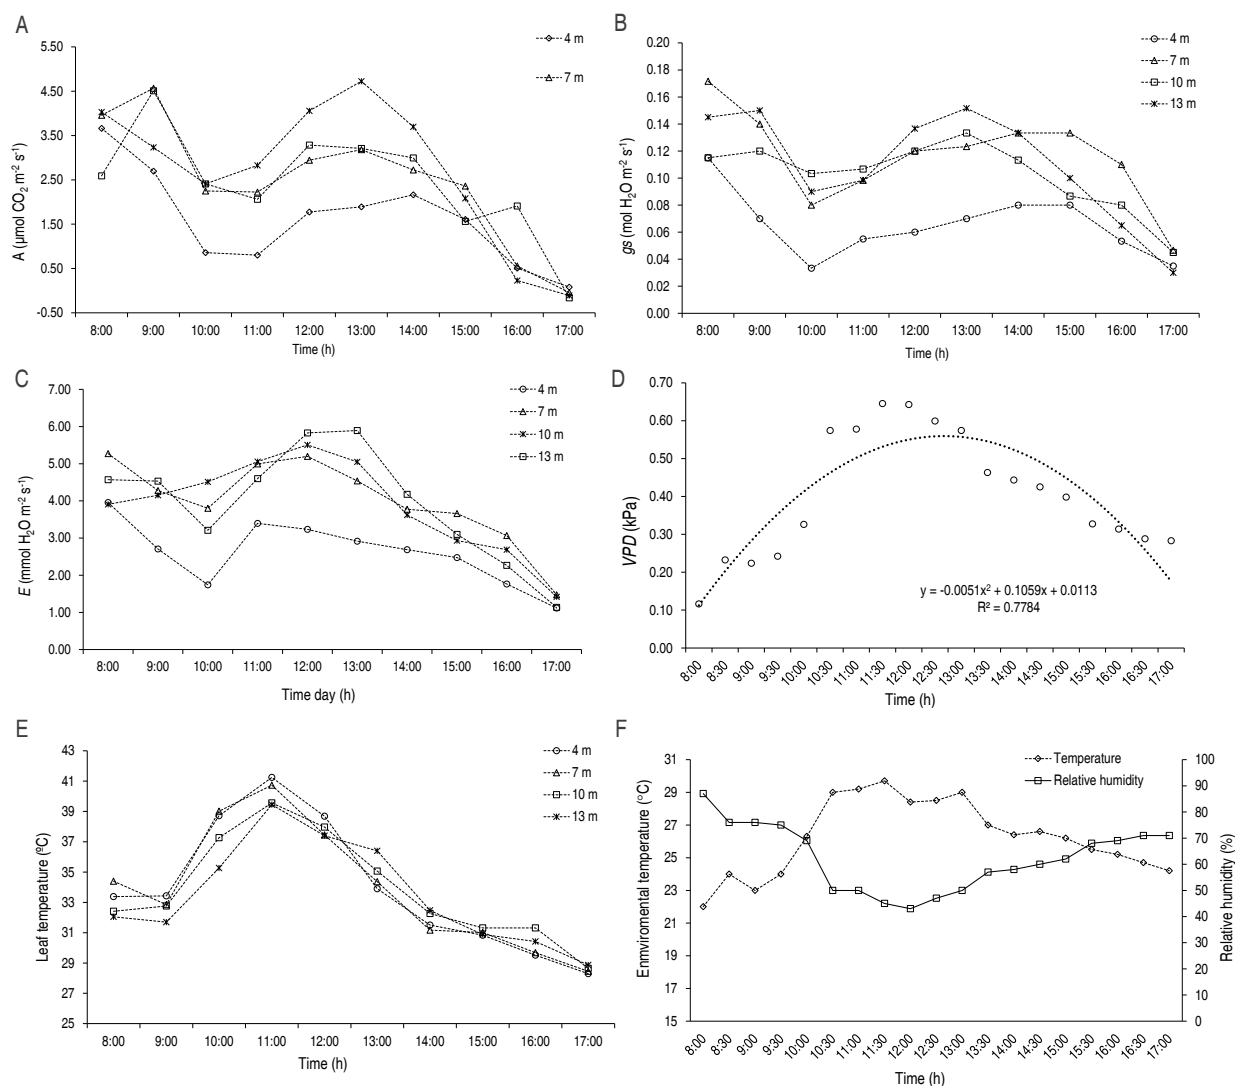 A
5.50
4.50
3.50
2.50
1.50
0.50
-0.50
A (µmol CO₂ m⁻² s⁻¹)
8:00 9:00 10:00 11:00 12:00 13:00 14:00 15:00 16:00 17:00
Time (h)
4 m
7 m
B
0.20
0.18
0.16
0.14
0.12
0.10
0.08
0.06
0.04
0.02
0.00
gs (mol H₂O m⁻² s⁻¹)
8:00 9:00 10:00 11:00 12:00 13:00 14:00 15:00 16:00 17:00
Time (h)
4 m
7 m
10 m
13 m
C
7.00
6.00
5.00
4.00
3.00
2.00
1.00
0.00
E (mmol H₂O m⁻² s⁻¹)
8:00 9:00 10:00 11:00 12:00 13:00 14:00 15:00 16:00 17:00
Time day (h)
4 m
7 m
10 m
13 m
D
0.70
0.60
0.50
0.40
0.30
0.20
0.10
0.00
VPD (kPa)
y = -0.0051x² + 0.1059x + 0.0113
R² = 0.7784
8:00 8:30 9:00 9:30 10:00 10:30 11:00 11:30 12:00 12:30 13:00 13:30 14:00 14:30 15:00 15:30 16:00 16:30 17:00
Time (h)
E
43
41
39
37
35
33
31
29
27
25
Leaf temperature (ºC)
8:00 9:00 10:00 11:00 12:00 13:00 14:00 15:00 16:00 17:00
Time (h)
4 m
7 m
10 m
13 m
F
31
29
27
25
23
21
19
17
15
Enmviromental temperature (°C)
Temperature
Relative humidity
100
90
80
70
60
50
40
30
20
10
0
Relative humidity (%)
8:00 8:30 9:00 9:30 10:00 10:30 11:00 11:30 12:00 12:30 13:00 13:30 14:00 14:30 15:00 15:30 16:00 16:30 17:00
Time (h)